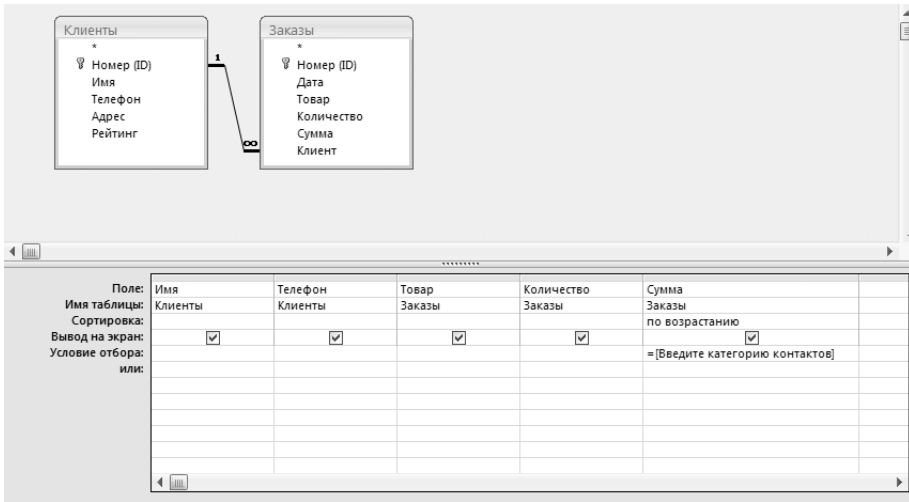 Клиенты
*
Номер (ID)
Имя
Телефон
Адрес
Рейтинг
1
∞
Заказы
*
Номер (ID)
Дата
Товар
Количество
Сумма
Клиент
Поле: Имя Телефон Товар Количество Сумма
Имя таблицы: Клиенты Клиенты Заказы Заказы Заказы
Сортировка: по возрастанию
Вывод на экран:
Условие отбора: =[Введите категорию контактов]
или: